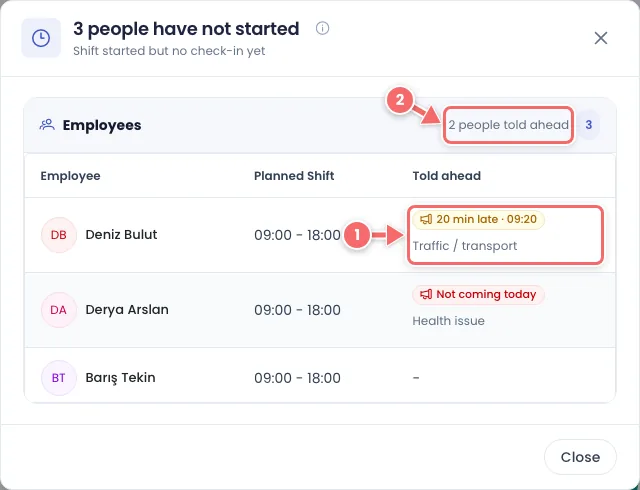 3 people have not started
Shift started but no check-in yet
2
Employees
2 people told ahead
3
Employee
Planned Shift
Told ahead
DB
Deniz Bulut
09:00 - 18:00
1
20 min late · 09:20
Traffic / transport
DA
Derya Arslan
09:00 - 18:00
Not coming today
Health issue
BT
Barış Tekin
09:00 - 18:00
-
Close